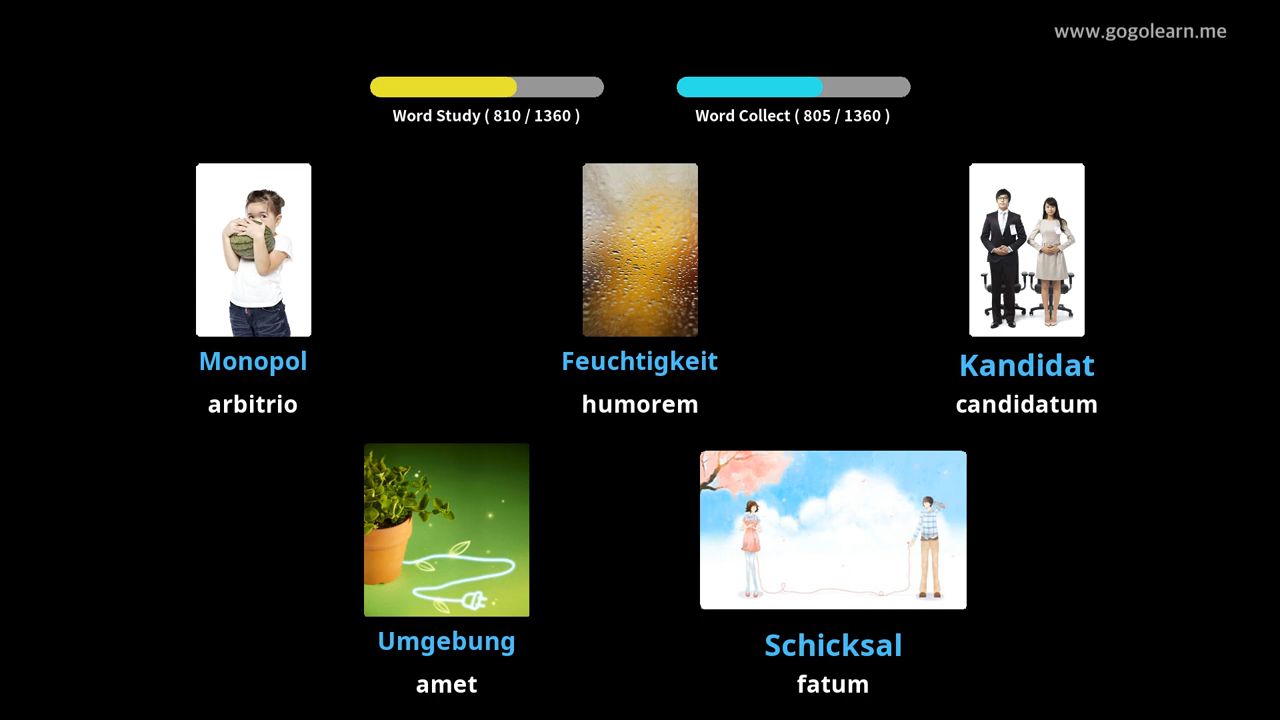 www.gogolearn.me
Word Study ( 810 / 1360 )
Word Collect ( 805 / 1360 )
Monopol
arbitrio
Feuchtigkeit
humorem
Kandidat
candidatum
Umgebung
amet
Schicksal
fatum